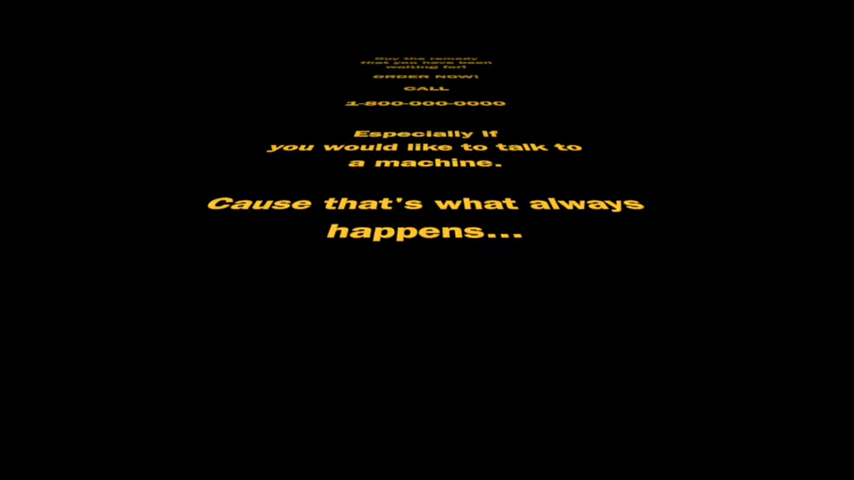 Buy the remady
that you have been
waiting for!
ORDER NOW!
CALL
1-800-000-0000
Especially If
you would like to talk to
a machine.
Cause that's what always
happens...